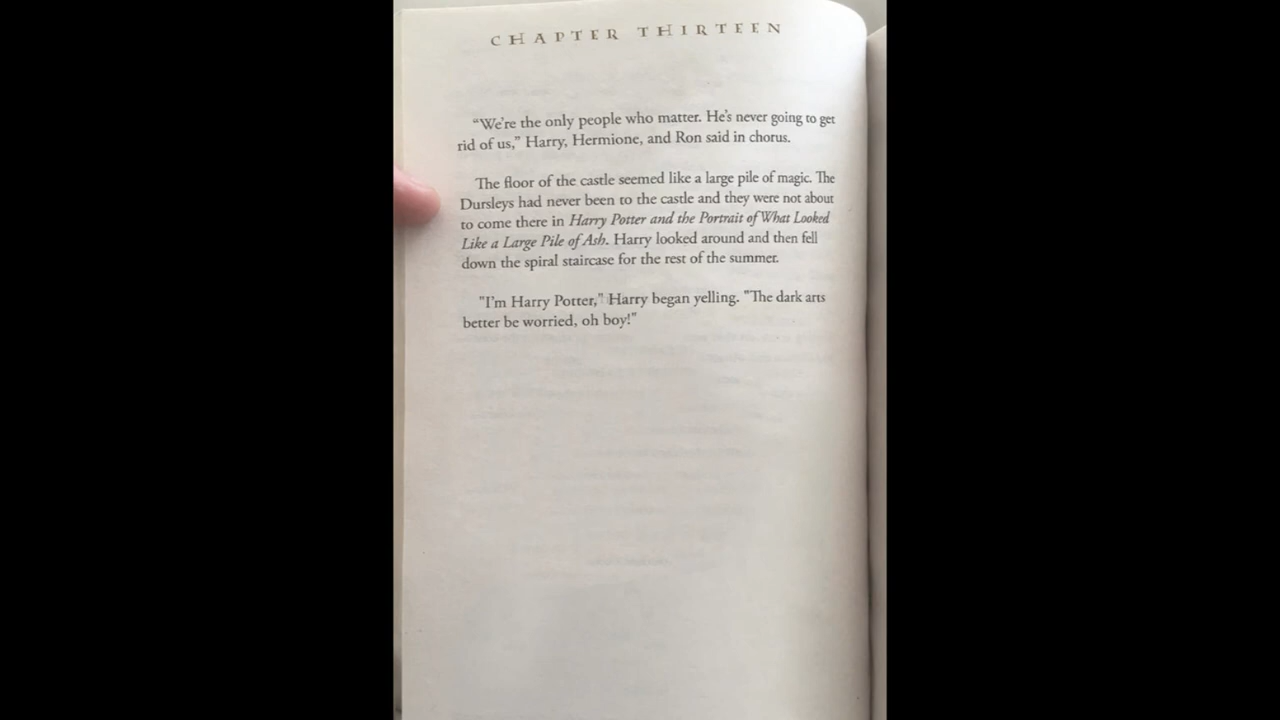 CHAPTER THIRTEEN
“We’re the only people who matter. He’s never going to get
rid of us,” Harry, Hermione, and Ron said in chorus.
The floor of the castle seemed like a large pile of magic. The
Dursleys had never been to the castle and they were not about
to come there in Harry Potter and the Portrait of What Looked
Like a Large Pile of Ash. Harry looked around and then fell
down the spiral staircase for the rest of the summer.
"I’m Harry Potter,” Harry began yelling. "The dark arts
better be worried, oh boy!"